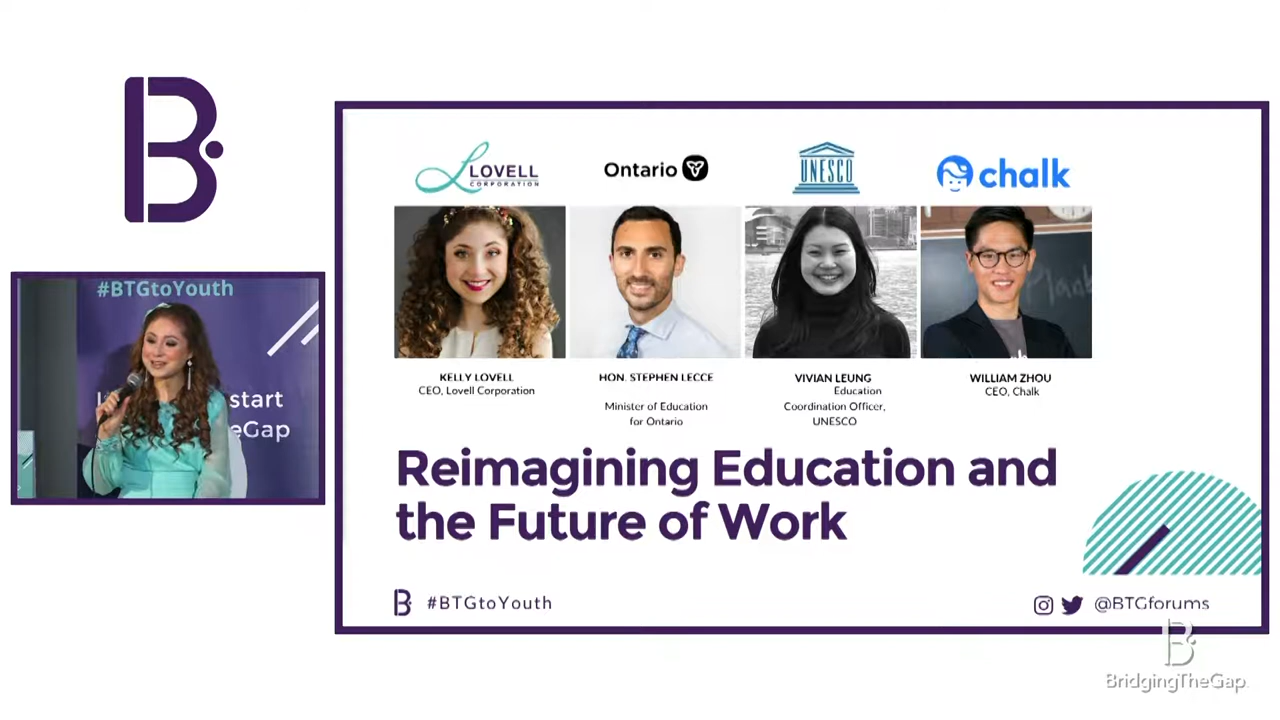 B
#BTGtoYouth
start
eGap
LOVELL
CORPORATION
Ontario
UNESCO
chalk
KELLY LOVELL
CEO, Lovell Corporation
HON. STEPHEN LECCE
Minister of Education
for Ontario
VIVIAN LEUNG
Education
Coordination Officer,
UNESCO
WILLIAM ZHOU
CEO, Chalk
Reimagining Education and
the Future of Work
B #BTGtoYouth
@BTGforums
B
BridgingTheGap.